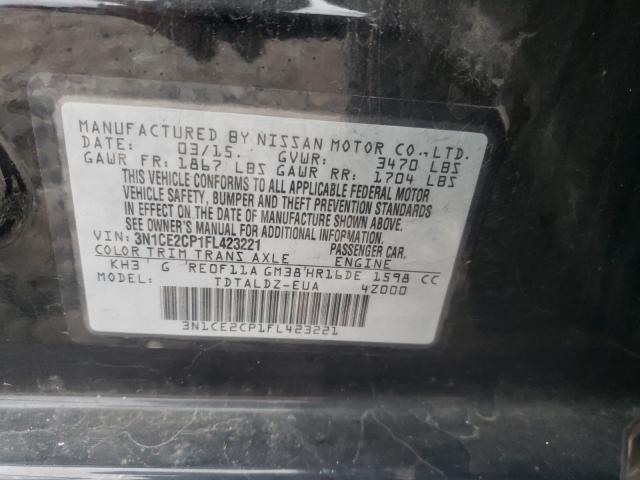 MANUFACTURED BY NISSAN MOTOR CO., LTD.
DATE: 03/15. GVWR: 3470 LBS
GAWR FR: 1867 LBS GAWR RR: 1704 LBS
THIS VEHICLE CONFORMS TO ALL APPLICABLE FEDERAL MOTOR
VEHICLE SAFETY, BUMPER AND THEFT PREVENTION STANDARDS
IN EFFECT ON THE DATE OF MANUFACTURE SHOWN ABOVE.
SEE OWNER'S MANUAL FOR ADDITIONAL INFORMATION
VIN: 3N1CE2CP1FL423221 PASSENGER CAR.
COLOR TRIM TRANS AXLE ENGINE
KH3 G RE0F11A GM38 HR16DE 1598 CC
MODEL: TDTALDZ-EUA 4Z000
3N1CE2CP1FL423221